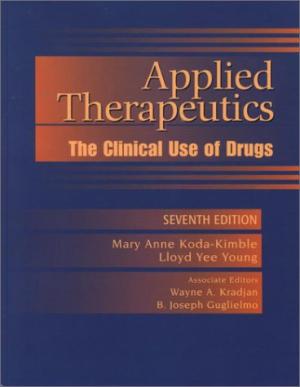 Applied
Therapeutics
The Clinical Use of Drugs
SEVENTH EDITION
Mary Anne Koda-Kimble
Lloyd Yee Young
Associate Editors
Wayne A. Kradjan
B. Joseph Guglielmo